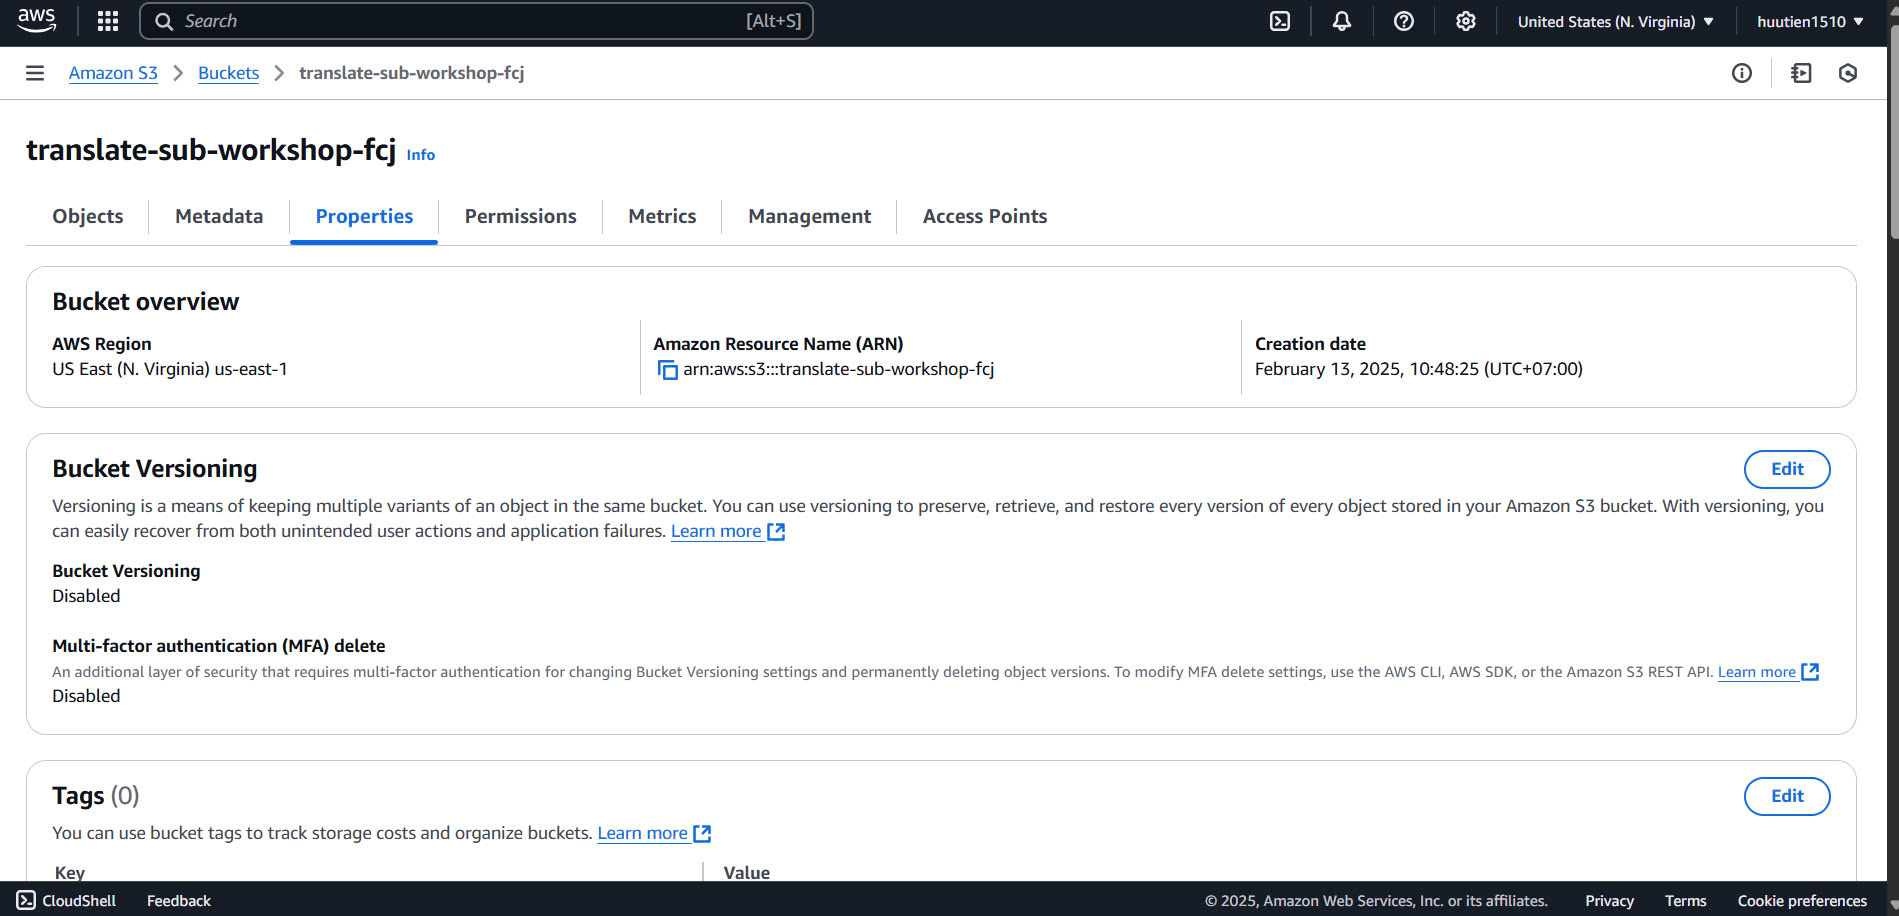 aws
Search [Alt+S]
United States (N. Virginia) huutien1510
Amazon S3 Buckets translate-sub-workshop-fcj
translate-sub-workshop-fcj Info
Objects Metadata Properties Permissions Metrics Management Access Points
Bucket overview
AWS Region
US East (N. Virginia) us-east-1
Amazon Resource Name (ARN)
arn:aws:s3:::translate-sub-workshop-fcj
Creation date
February 13, 2025, 10:48:25 (UTC+07:00)
Bucket Versioning
Edit
Versioning is a means of keeping multiple variants of an object in the same bucket. You can use versioning to preserve, retrieve, and restore every version of every object stored in your Amazon S3 bucket. With versioning, you
can easily recover from both unintended user actions and application failures. Learn more
Bucket Versioning
Disabled
Multi-factor authentication (MFA) delete
An additional layer of security that requires multi-factor authentication for changing Bucket Versioning settings and permanently deleting object versions. To modify MFA delete settings, use the AWS CLI, AWS SDK, or the Amazon S3 REST API. Learn more
Disabled
Tags (0)
Edit
You can use bucket tags to track storage costs and organize buckets. Learn more
Key Value
CloudShell Feedback © 2025, Amazon Web Services, Inc. or its affiliates. Privacy Terms Cookie preferences